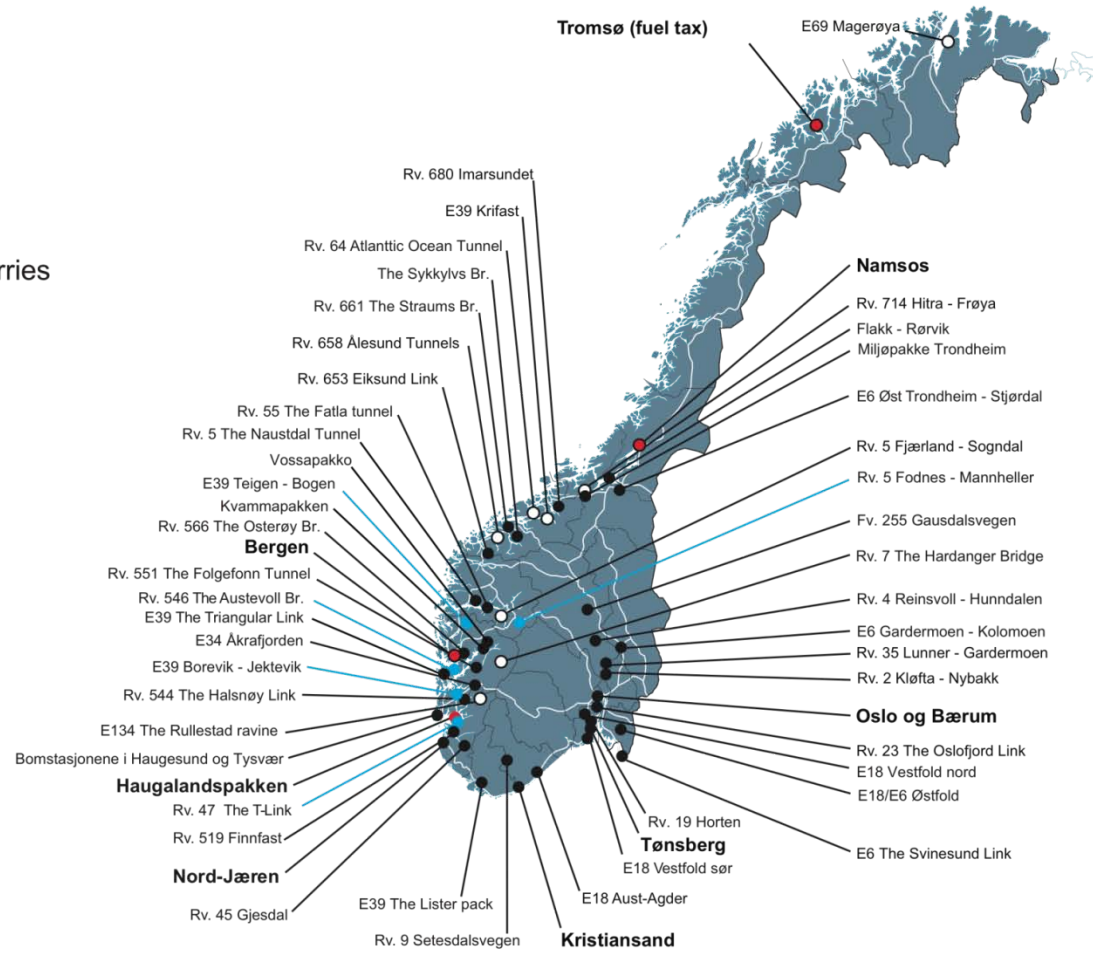 Tromsø (fuel tax)
E69 Magerøya
Rv. 680 Imarsundet
E39 Krifast
Rv. 64 Atlanttic Ocean Tunnel
rries
The Sykkylvs Br.
Rv. 661 The Straums Br.
Rv. 658 Ålesund Tunnels
Rv. 653 Eiksund Link
Rv. 55 The Fatla tunnel
Rv. 5 The Naustdal Tunnel
Vossapakko
E39 Teigen - Bogen
Kvammapakken
Rv. 566 The Osterøy Br.
Bergen
Rv. 551 The Folgefonn Tunnel
Rv. 546 The Austevoll Br.
E39 The Triangular Link
E34 Åkrafjorden
E39 Borevik - Jektevik
Rv. 544 The Halsnøy Link
E134 The Rullestad ravine
Bomstasjonene i Haugesund og Tysvær
Haugalandspakken
Rv. 47 The T-Link
Rv. 519 Finnfast
Nord-Jæren
Rv. 45 Gjesdal
E39 The Lister pack
Rv. 9 Setesdalsvegen
Kristiansand
E18 Aust-Agder
E18 Vestfold sør
Tønsberg
Rv. 19 Horten
Namsos
Rv. 714 Hitra - Frøya
Flakk - Rørvik
Miljøpakke Trondheim
E6 Øst Trondheim - Stjørdal
Rv. 5 Fjærland - Sogndal
Rv. 5 Fodnes - Mannheller
Fv. 255 Gausdalsvegen
Rv. 7 The Hardanger Bridge
Rv. 4 Reinsvoll - Hunndalen
E6 Gardermoen - Kolomoen
Rv. 35 Lunner - Gardermoen
Rv. 2 Kløfta - Nybakk
Oslo og Bærum
Rv. 23 The Oslofjord Link
E18 Vestfold nord
E18/E6 Østfold
E6 The Svinesund Link